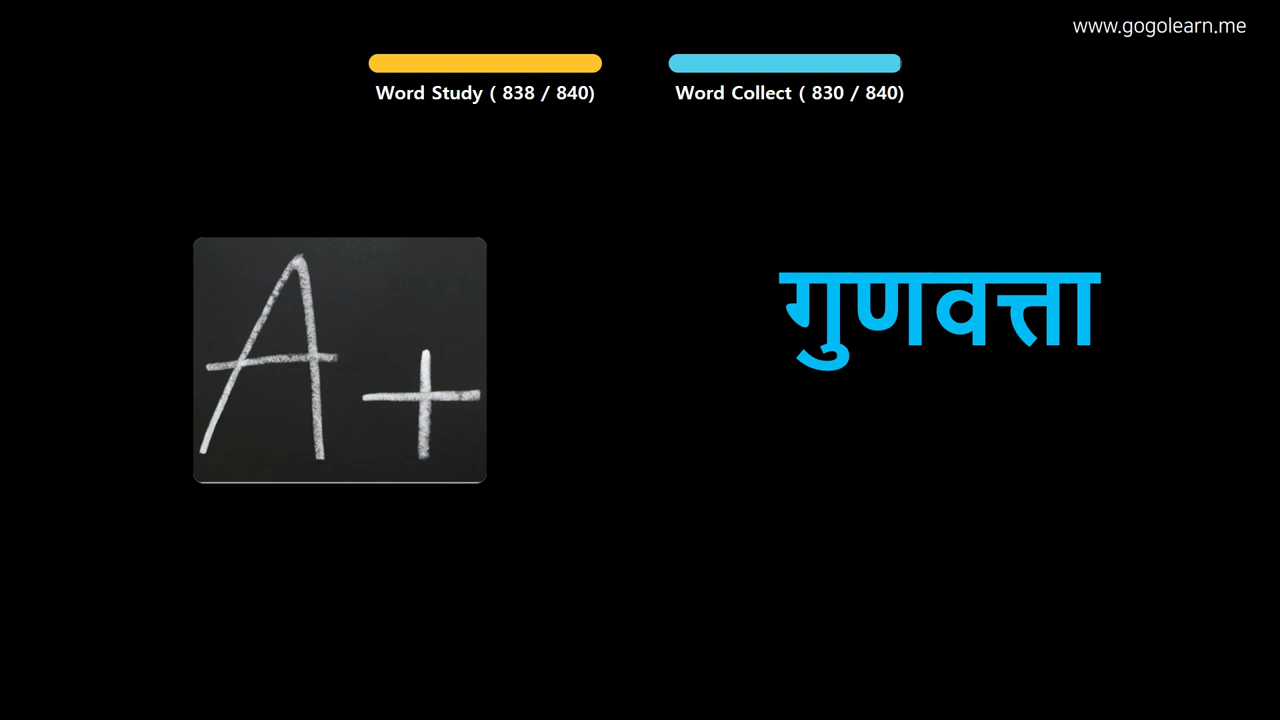 www.gogolearn.me
Word Study ( 838 / 840)
Word Collect ( 830 / 840)
A+
गुणवत्ता